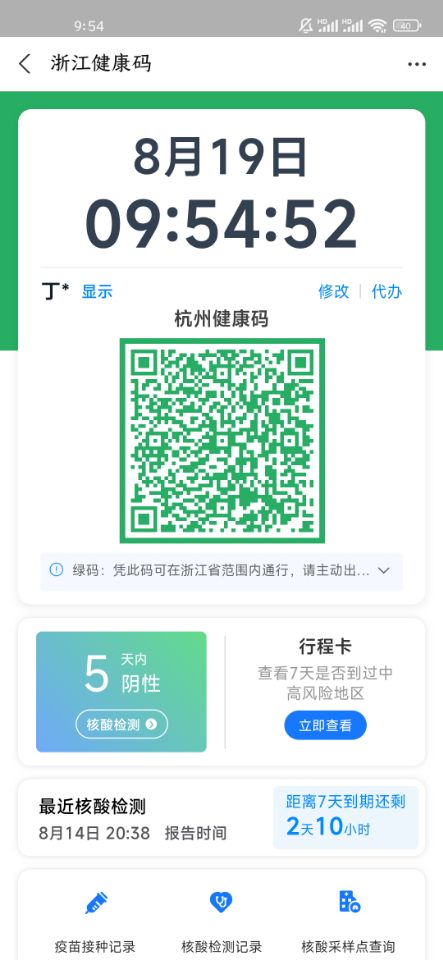 9:54
HD HD 40
浙江健康码
8月19日
09:54:52
丁* 显示 修改 代办
杭州健康码
绿码：凭此码可在浙江省范围内通行，请主动出...
5 天内
阴性
核酸检测
行程卡
查看7天是否到过中
高风险地区
立即查看
最近核酸检测
8月14日 20:38 报告时间
距离7天到期还剩
2天10小时
疫苗接种记录 核酸检测记录 核酸采样点查询